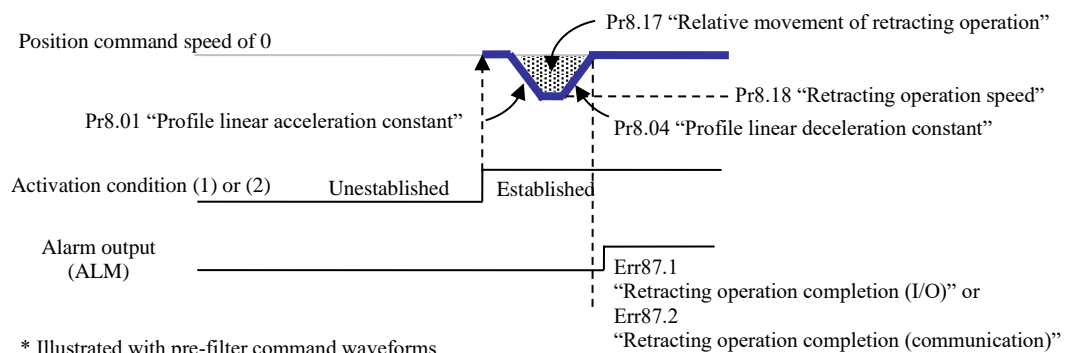 Pr8.17 “Relative movement of retracting operation”
Position command speed of 0
Pr8.18 “Retracting operation speed”
Pr8.01 “Profile linear acceleration constant”
Pr8.04 “Profile linear deceleration constant”
Activation condition (1) or (2)
Unestablished
Established
Alarm output
(ALM)
Err87.1
“Retracting operation completion (I/O)” or
Err87.2
“Retracting operation completion (communication)”
* Illustrated with pre-filter command waveforms